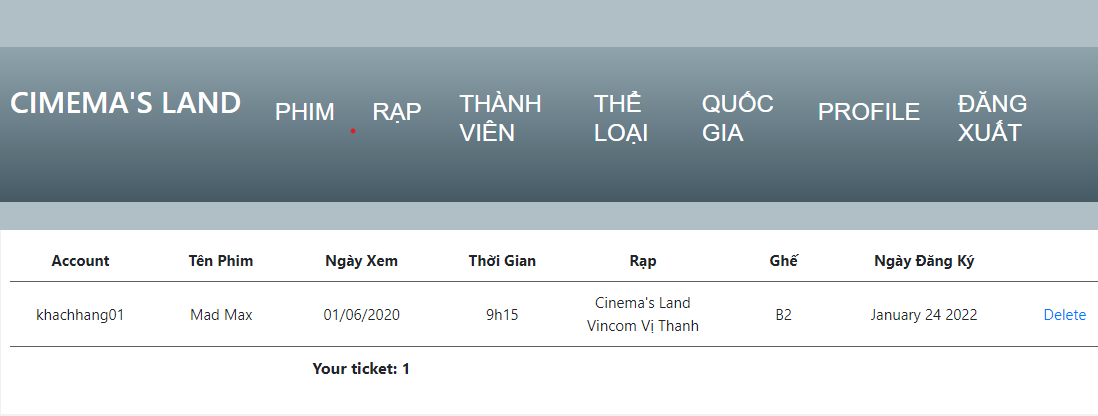 CIMEMA'S LAND
PHIM
RẠP
THÀNH
VIÊN
THỂ
LOẠI
QUỐC
GIA
PROFILE
ĐĂNG
XUẤT
Account Tên Phim Ngày Xem Thời Gian Rạp Ghế Ngày Đăng Ký
khachhang01 Mad Max 01/06/2020 9h15 Cinema's Land
Vincom Vị Thanh B2 January 24 2022 Delete
Your ticket: 1